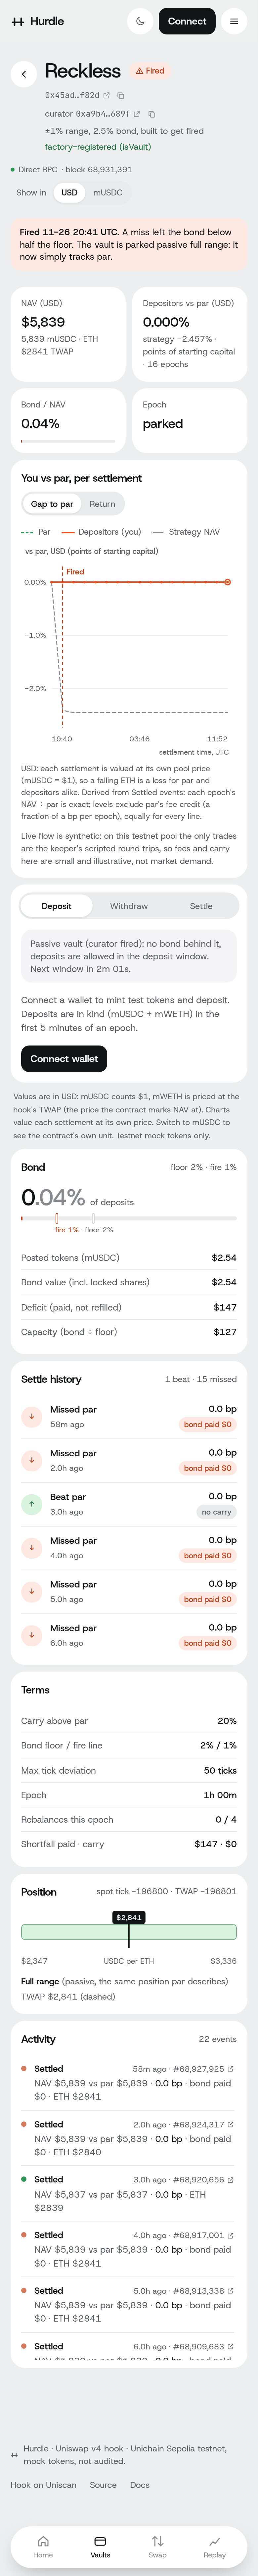 Hurdle
Connect
Reckless
Fired
0x45ad…f82d
curator 0xa9b4…689f
±1% range, 2.5% bond, built to get fired
factory-registered (isVault)
Direct RPC · block 68,931,391
Show in USD mUSDC
Fired 11-26 20:41 UTC. A miss left the bond below
half the floor. The vault is parked passive full range: it
now simply tracks par.
NAV (USD)
$5,839
5,839 mUSDC · ETH
$2841 TWAP
Depositors vs par (USD)
0.000%
strategy -2.457% ·
points of starting capital
· 16 epochs
Bond / NAV
0.04%
Epoch
parked
You vs par, per settlement
Gap to par Return
Par Depositors (you) Strategy NAV
vs par, USD (points of starting capital)
Fired
0.00%
-1.0%
-2.0%
19:40 03:46 11:52
settlement time, UTC
USD: each settlement is valued at its own pool price
(mUSDC = $1), so a falling ETH is a loss for par and
depositors alike. Derived from Settled events: each epoch's
NAV ÷ par is exact; levels exclude par's fee credit (a
fraction of a bp per epoch), equally for every line.
Live flow is synthetic: on this testnet pool the only trades
are the keeper's scripted round trips, so fees and carry
here are small and illustrative, not market demand.
Deposit Withdraw Settle
Passive vault (curator fired): no bond behind it,
deposits are allowed in the deposit window.
Next window in 2m 01s.
Connect a wallet to mint test tokens and deposit.
Deposits are in kind (mUSDC + mWETH) in the
first 5 minutes of an epoch.
Connect wallet
Values are in USD: mUSDC counts $1, mWETH is priced at the
hook's TWAP (the price the contract marks NAV at). Charts
value each settlement at its own price. Switch to mUSDC to
see the contract's own unit. Testnet mock tokens only.
Bond floor 2% · fire 1%
0.04% of deposits
fire 1% · floor 2%
Posted tokens (mUSDC) $2.54
Bond value (incl. locked shares) $2.54
Deficit (paid, not refilled) $147
Capacity (bond ÷ floor) $127
Settle history 1 beat · 15 missed
Missed par 0.0 bp
58m ago bond paid $0
Missed par 0.0 bp
2.0h ago bond paid $0
Beat par 0.0 bp
3.0h ago no carry
Missed par 0.0 bp
4.0h ago bond paid $0
Missed par 0.0 bp
5.0h ago bond paid $0
Missed par 0.0 bp
6.0h ago bond paid $0
Terms
Carry above par 20%
Bond floor / fire line 2% / 1%
Max tick deviation 50 ticks
Epoch 1h 00m
Rebalances this epoch 0 / 4
Shortfall paid · carry $147 · $0
Position spot tick -196800 · TWAP -196801
$2,841
$2,347 USDC per ETH $3,336
Full range (passive, the same position par describes)
TWAP $2,841 (dashed)
Activity 22 events
Settled 58m ago · #68,927,925
NAV $5,839 vs par $5,839 · 0.0 bp · bond paid
$0 · ETH $2841
Settled 2.0h ago · #68,924,317
NAV $5,839 vs par $5,839 · 0.0 bp · bond paid
$0 · ETH $2840
Settled 3.0h ago · #68,920,656
NAV $5,837 vs par $5,837 · 0.0 bp · ETH
$2839
Settled 4.0h ago · #68,917,001
NAV $5,839 vs par $5,839 · 0.0 bp · bond paid
$0 · ETH $2841
Settled 5.0h ago · #68,913,338
NAV $5,839 vs par $5,839 · 0.0 bp · bond paid
$0 · ETH $2841
Settled 6.0h ago · #68,909,683
Hurdle · Uniswap v4 hook · Unichain Sepolia testnet,
mock tokens, not audited.
Hook on Uniscan Source Docs
Home Vaults Swap Replay